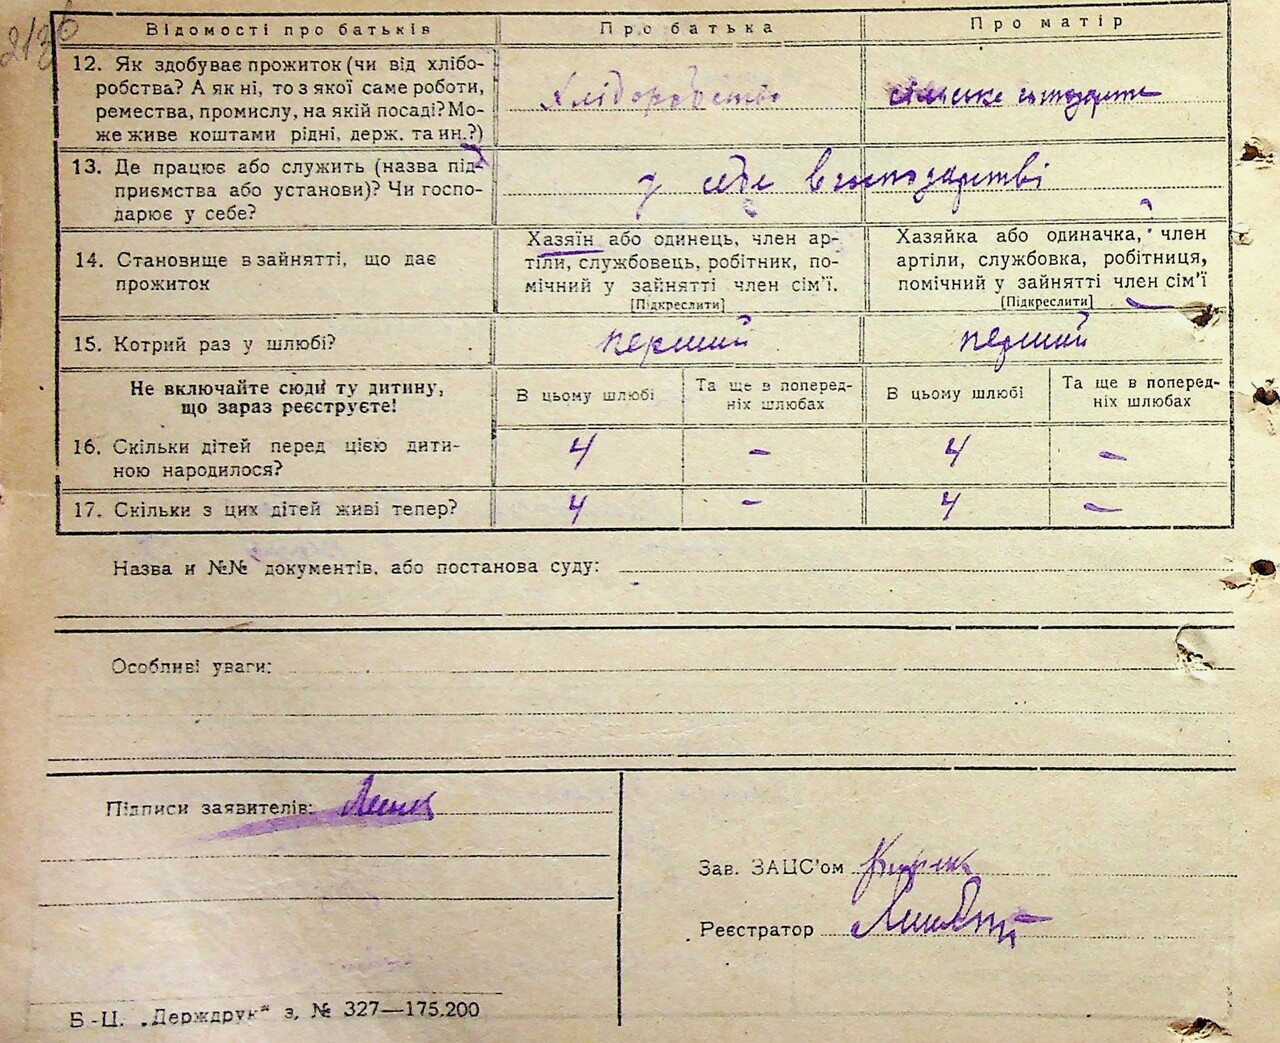 213б
Відомості про батьків
Про батька
Про матір
12. Як здобуває прожиток (чи від хлібо-
робства? А як ні, то з якої саме роботи,
ремества, промислу, на якій посаді? Мо-
же живе коштами рідні, держ. та ин.?)
Хліборобство
сільське
13. Де працює або служить (назва під-
приємства або установи)? Чи госпо-
дарює у себе?
у себе в господарстві
14. Становище в зайнятті, що дає
прожиток
Хазяїн або одинець, член ар-
тіли, службовець, робітник, по-
мічний у зайнятті член сім'ї.
[Підкреслити]
Хазяйка або одиначка, член
артіли, службовка, робітниця,
помічний у зайнятті член сім'ї
[Підкреслити]
15. Котрий раз у шлюбі?
перший
перший
Не включайте сюди ту дитину,
що зараз реєструєте!
В цьому шлюбі
Та ще в поперед-
ніх шлюбах
В цьому шлюбі
Та ще в поперед-
ніх шлюбах
16. Скільки дітей перед цією дити-
ною народилося?
4 - 4 -
17. Скільки з цих дітей живі тепер?
4 - 4 -
Назва и №№ документів, або постанова суду:
Особливі уваги:
Підписи заявителів:
Зав. ЗАЦС'ом
Реєстратор
Б-Ц. „Держдрук" з. № 327—175.200